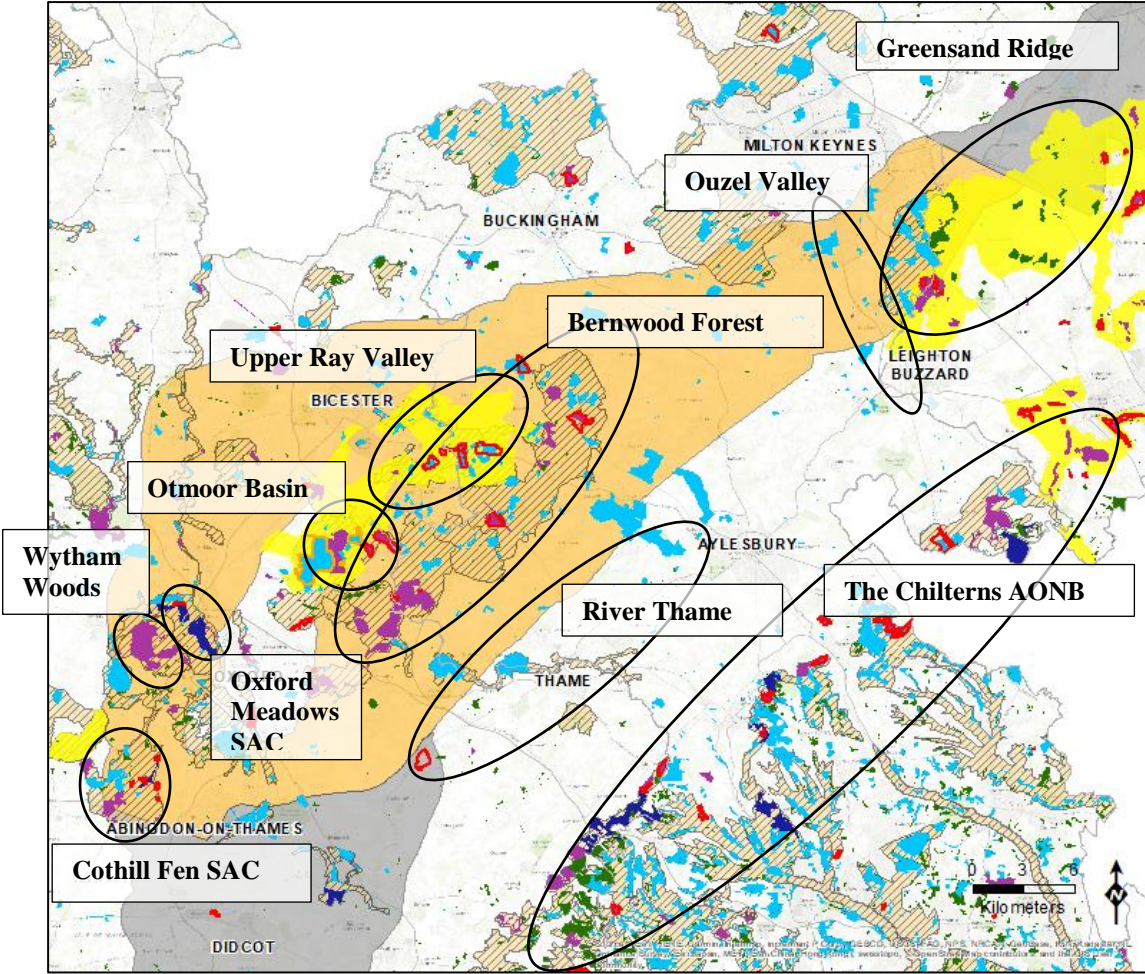 Greensand Ridge
MILTON KEYNES
Ouzel Valley
BUCKINGHAM
Bernwood Forest
Upper Ray Valley
LEIGHTON
BUZZARD
BICESTER
Otmoor Basin
Wytham
Woods
AYLESBURY
The Chilterns AONB
River Thame
Oxford
Meadows
SAC
THAME
ABINGDON-ON-THAMES
Cothill Fen SAC
0 3 6
Kilometers
N
DIDCOT